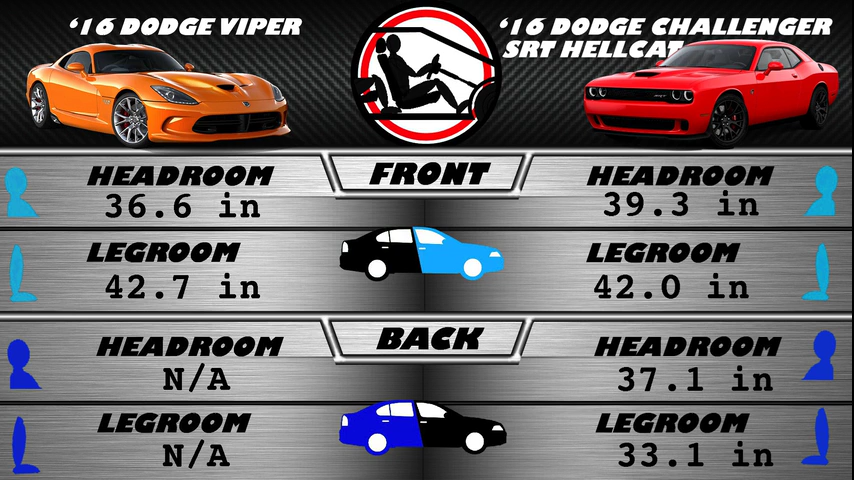 '16 DODGE VIPER
'16 DODGE CHALLENGER
SRT HELLCAT
FRONT
HEADROOM
36.6 in
HEADROOM
39.3 in
LEGROOM
42.7 in
LEGROOM
42.0 in
BACK
HEADROOM
N/A
HEADROOM
37.1 in
LEGROOM
N/A
LEGROOM
33.1 in